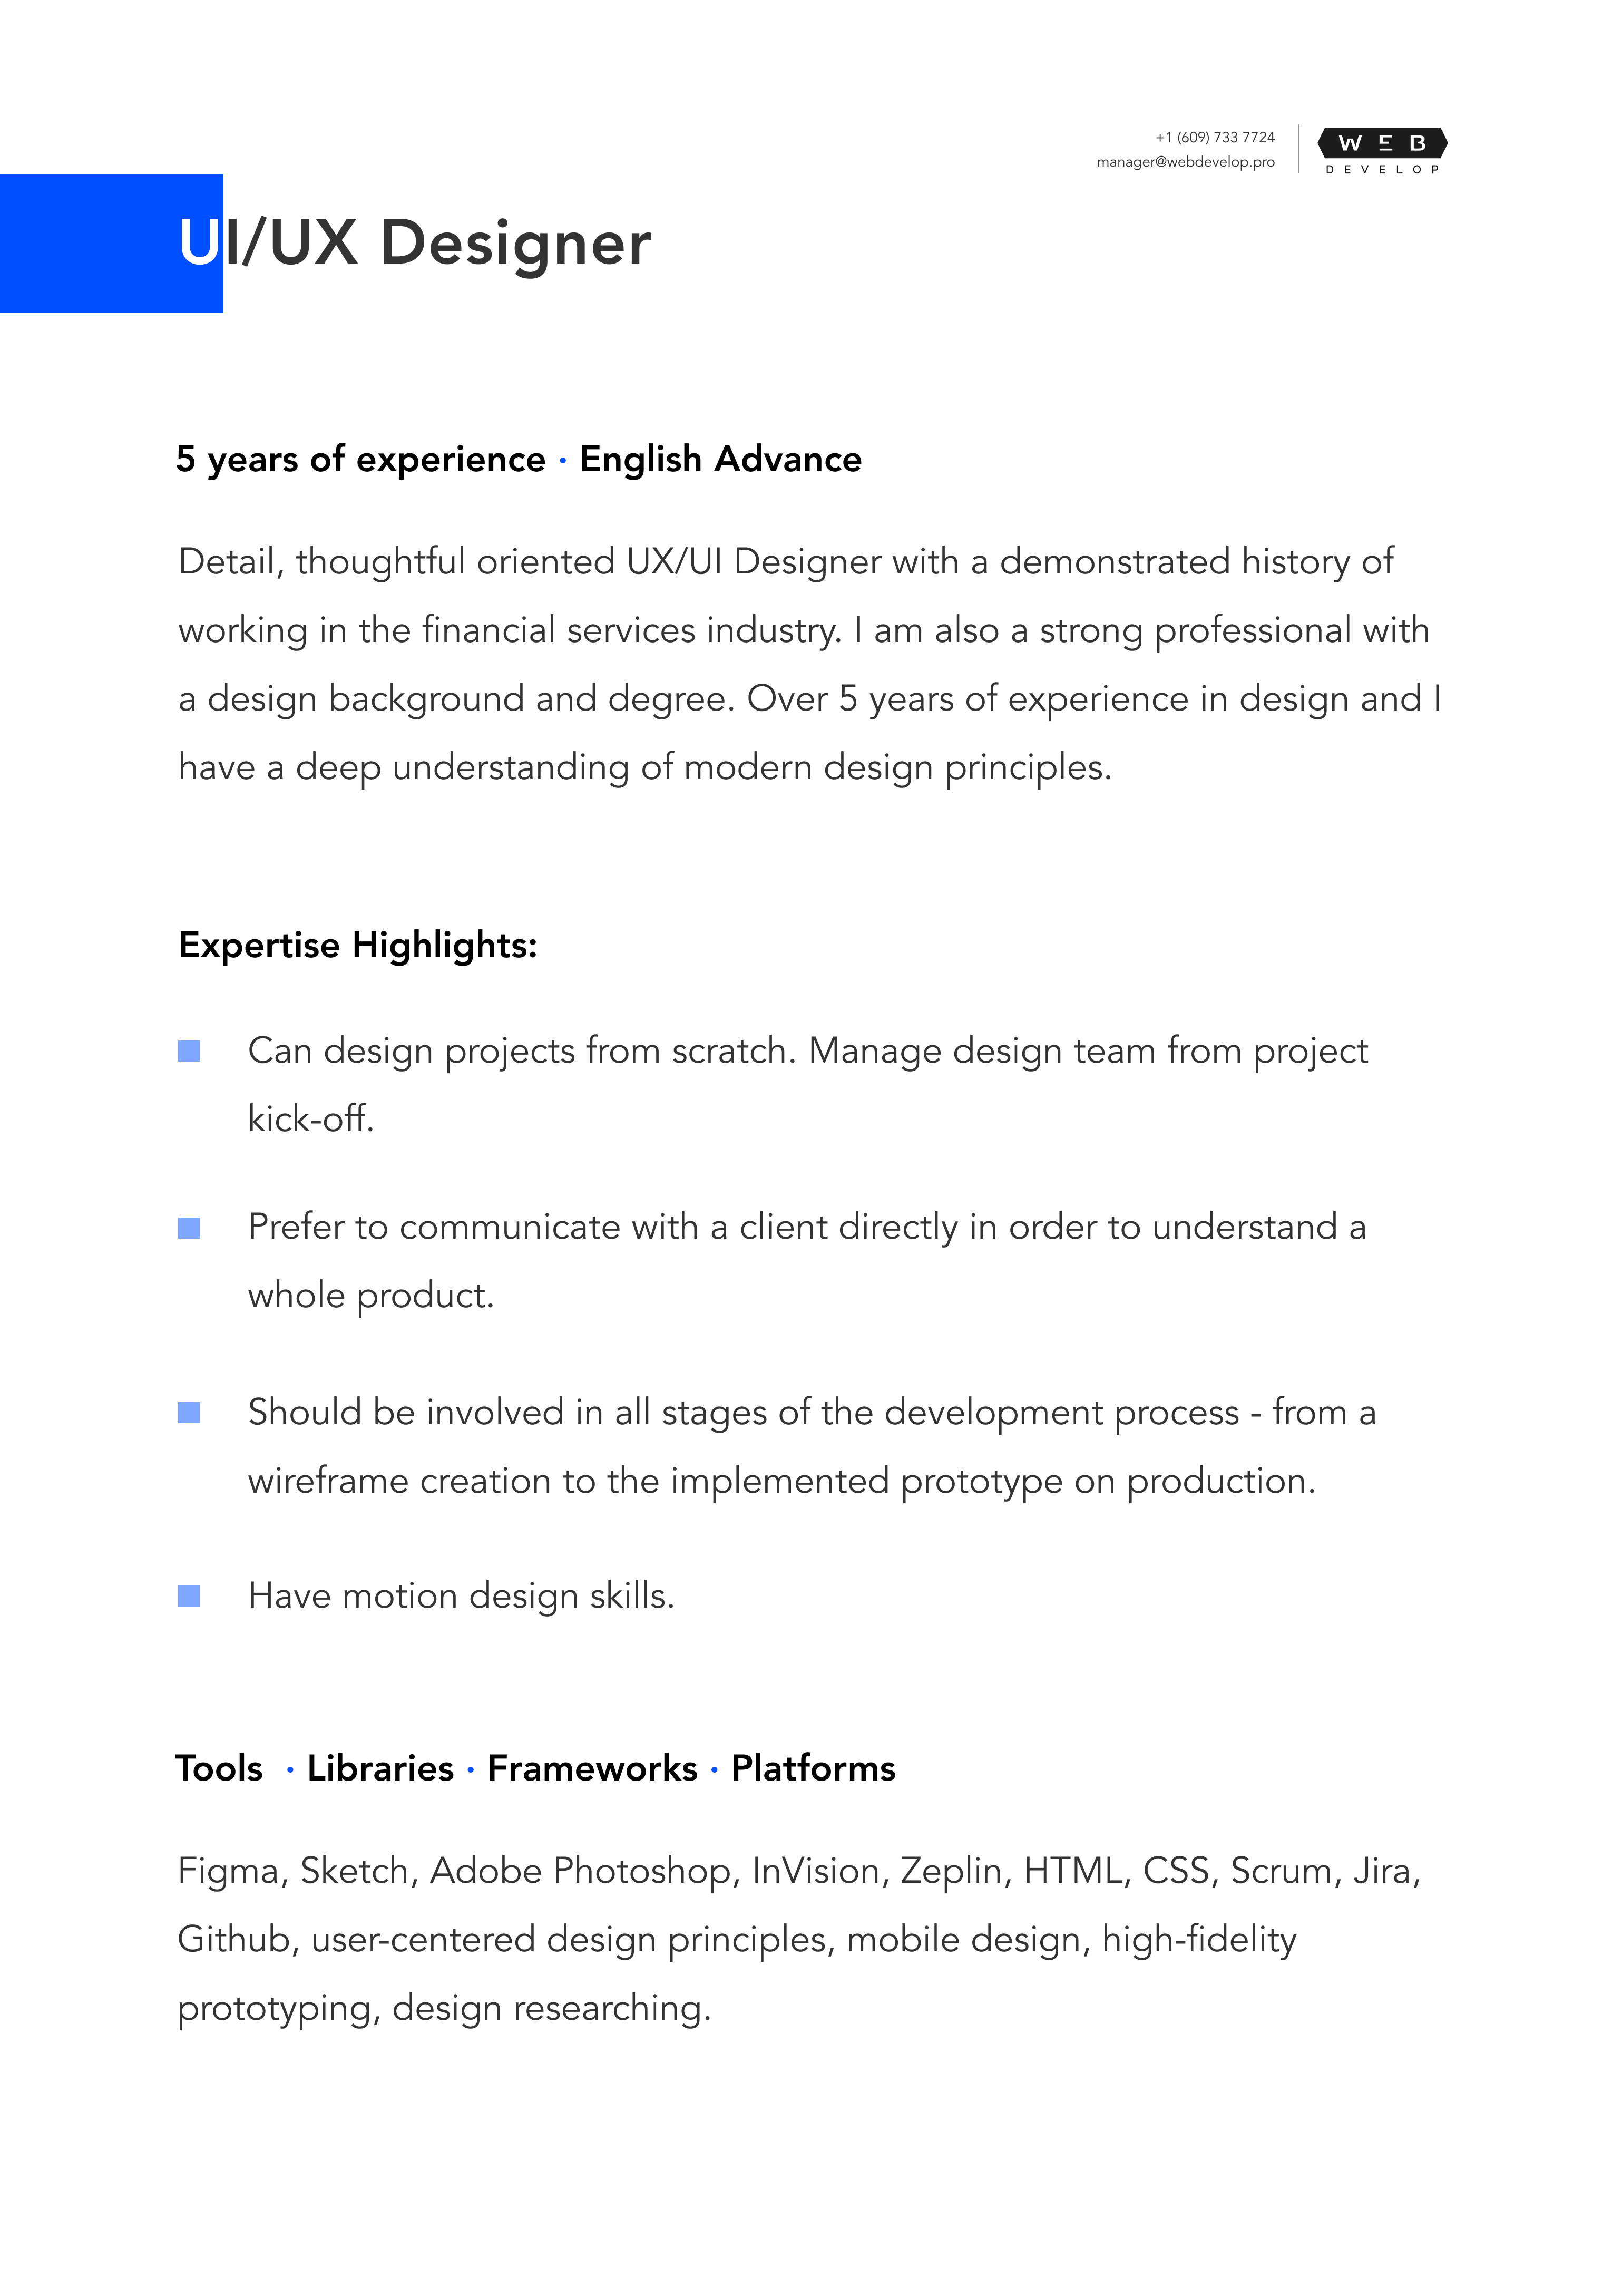 +1 (609) 733 7724
manager@webdevelop.pro
WEB
DEVELOP
UI/UX Designer
5 years of experience · English Advance
Detail, thoughtful oriented UX/UI Designer with a demonstrated history of
working in the financial services industry. I am also a strong professional with
a design background and degree. Over 5 years of experience in design and I
have a deep understanding of modern design principles.
Expertise Highlights:
Can design projects from scratch. Manage design team from project
kick-off.
Prefer to communicate with a client directly in order to understand a
whole product.
Should be involved in all stages of the development process - from a
wireframe creation to the implemented prototype on production.
Have motion design skills.
Tools · Libraries · Frameworks · Platforms
Figma, Sketch, Adobe Photoshop, InVision, Zeplin, HTML, CSS, Scrum, Jira,
Github, user-centered design principles, mobile design, high-fidelity
prototyping, design researching.